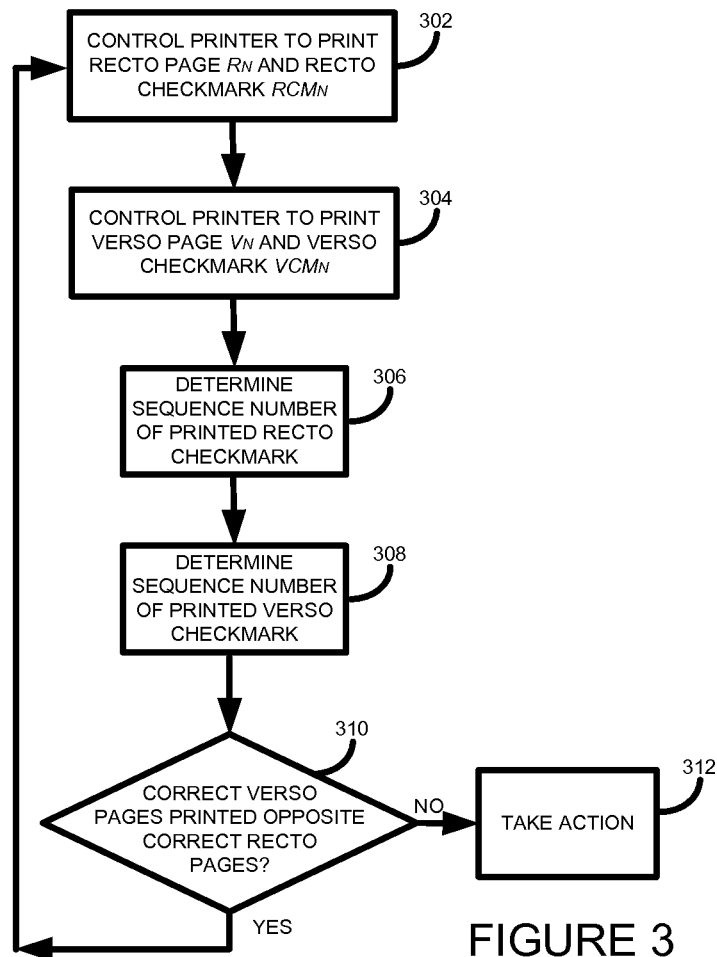 302
CONTROL PRINTER TO PRINT
RECTO PAGE RN AND RECTO
CHECKMARK RCMN
304
CONTROL PRINTER TO PRINT
VERSO PAGE VN AND VERSO
CHECKMARK VCMN
306
DETERMINE
SEQUENCE NUMBER
OF PRINTED RECTO
CHECKMARK
308
DETERMINE
SEQUENCE NUMBER
OF PRINTED VERSO
CHECKMARK
310
CORRECT VERSO
PAGES PRINTED OPPOSITE
CORRECT RECTO
PAGES?
NO
312
TAKE ACTION
YES
FIGURE 3